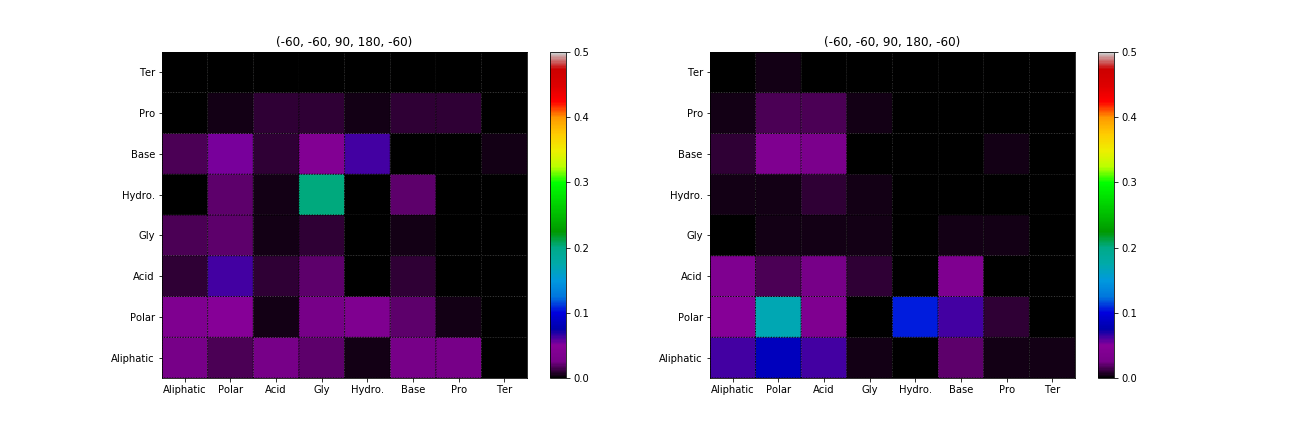 (-60, -60, 90, 180, -60)
Ter
Pro
Base
Hydro.
Gly
Acid
Polar
Aliphatic
Aliphatic Polar Acid Gly Hydro. Base Pro Ter
0.5
0.4
0.3
0.2
0.1
0.0
(-60, -60, 90, 180, -60)
Ter
Pro
Base
Hydro.
Gly
Acid
Polar
Aliphatic
Aliphatic Polar Acid Gly Hydro. Base Pro Ter
0.5
0.4
0.3
0.2
0.1
0.0